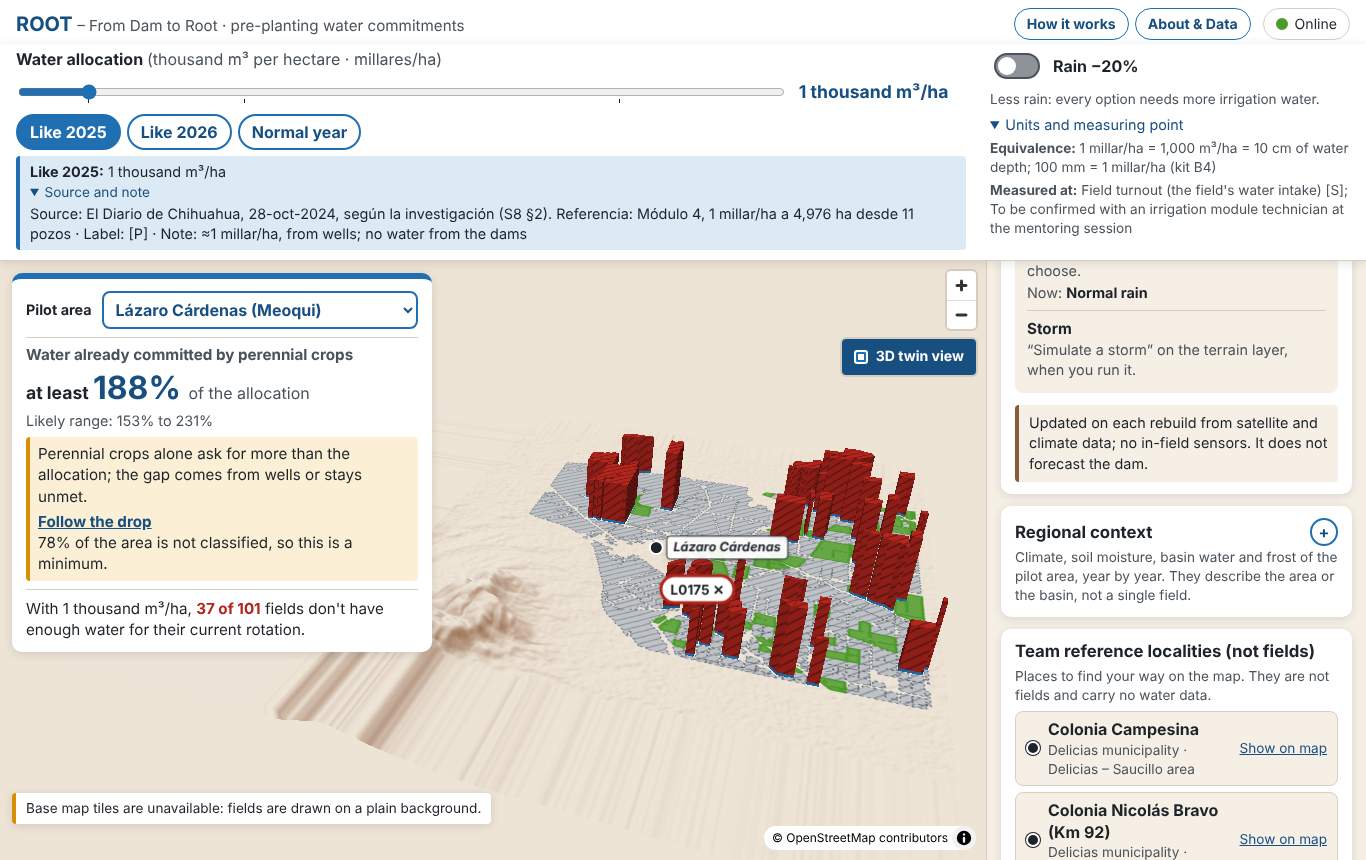 ROOT – From Dam to Root · pre-planting water commitments
How it works
About & Data
Online
Water allocation (thousand m³ per hectare · millares/ha)
1 thousand m³/ha
Like 2025
Like 2026
Normal year
Like 2025: 1 thousand m³/ha
▼ Source and note
Source: El Diario de Chihuahua, 28-oct-2024, según la investigación (S8 §2). Referencia: Módulo 4, 1 millar/ha a 4,976 ha desde 11
pozos · Label: [P] · Note: ≈1 millar/ha, from wells; no water from the dams
Rain −20%
Less rain: every option needs more irrigation water.
▼ Units and measuring point
Equivalence: 1 millar/ha = 1,000 m³/ha = 10 cm of water
depth; 100 mm = 1 millar/ha (kit B4)
Measured at: Field turnout (the field's water intake) [S];
To be confirmed with an irrigation module technician at
the mentoring session
Pilot area
Lázaro Cárdenas (Meoqui)
Water already committed by perennial crops
at least 188% of the allocation
Likely range: 153% to 231%
Perennial crops alone ask for more than the
allocation; the gap comes from wells or stays
unmet.
Follow the drop
78% of the area is not classified, so this is a
minimum.
With 1 thousand m³/ha, 37 of 101 fields don't have
enough water for their current rotation.
+
−
3D twin view
Lázaro Cárdenas
L0175 ×
Base map tiles are unavailable: fields are drawn on a plain background.
© OpenStreetMap contributors
choose.
Now: Normal rain
Storm
“Simulate a storm” on the terrain layer,
when you run it.
Updated on each rebuild from satellite and
climate data; no in-field sensors. It does not
forecast the dam.
Regional context
+
Climate, soil moisture, basin water and frost of the
pilot area, year by year. They describe the area or
the basin, not a single field.
Team reference localities (not fields)
Places to find your way on the map. They are not
fields and carry no water data.
Colonia Campesina
Delicias municipality ·
Delicias – Saucillo area
Show on map
Colonia Nicolás Bravo
(Km 92)
Delicias municipality ·
Show on map